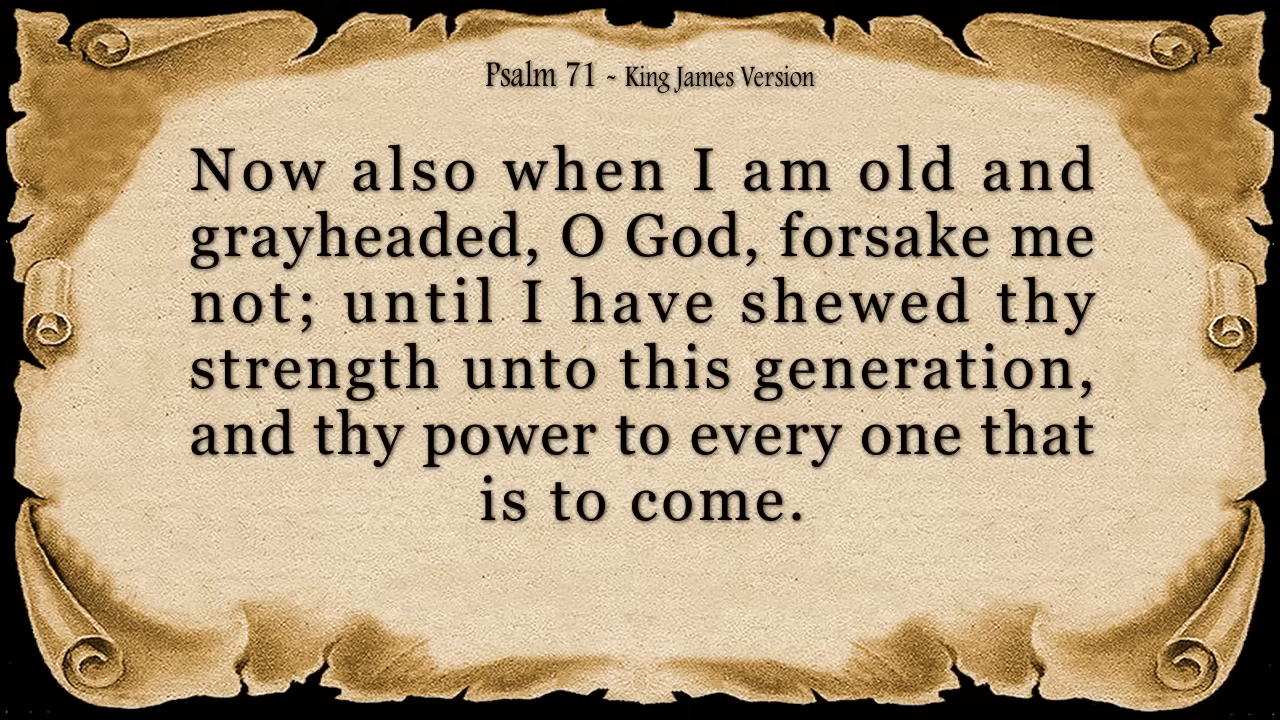 Psalm 71 ~ King James Version
Now also when I am old and
grayheaded, O God, forsake me
not; until I have shewed thy
strength unto this generation,
and thy power to every one that
is to come.